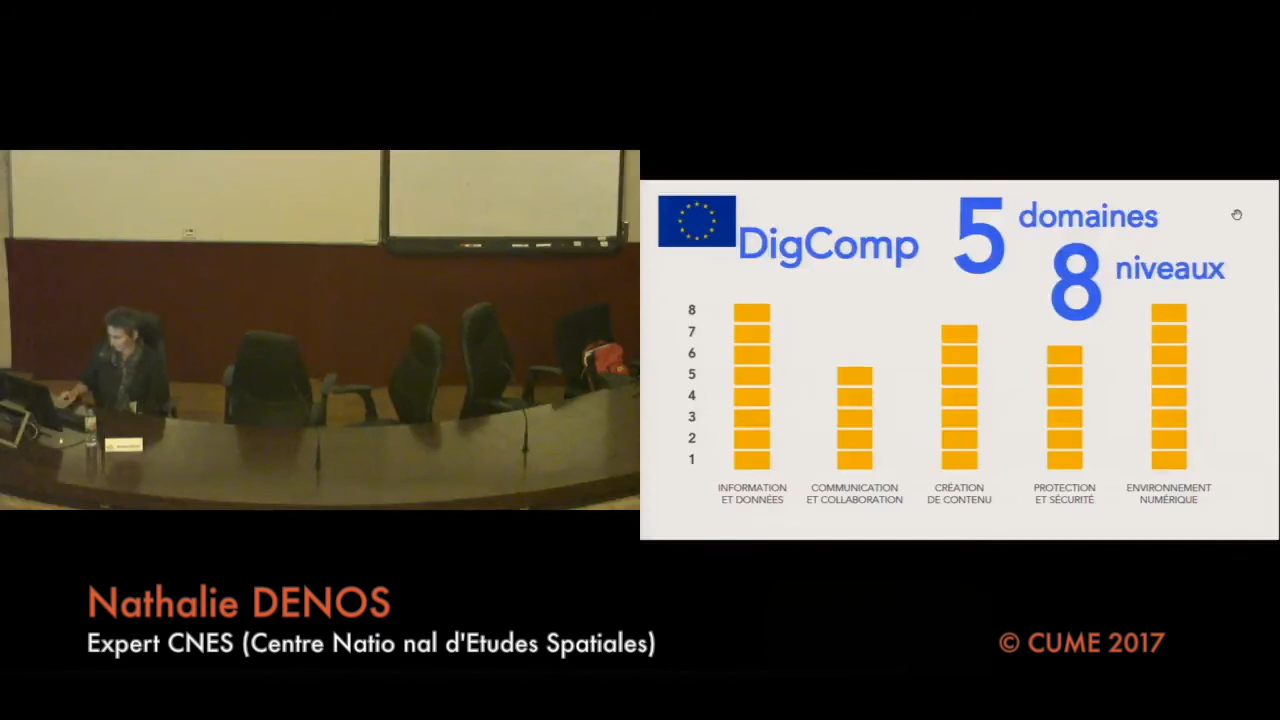 DigComp
5 domaines
8 niveaux
8
7
6
5
4
3
2
1
INFORMATION
ET DONNÉES
COMMUNICATION
ET COLLABORATION
CRÉATION
DE CONTENU
PROTECTION
ET SÉCURITÉ
ENVIRONNEMENT
NUMÉRIQUE
Nathalie DENOS
Expert CNES (Centre Natio nal d'Etudes Spatiales)
© CUME 2017